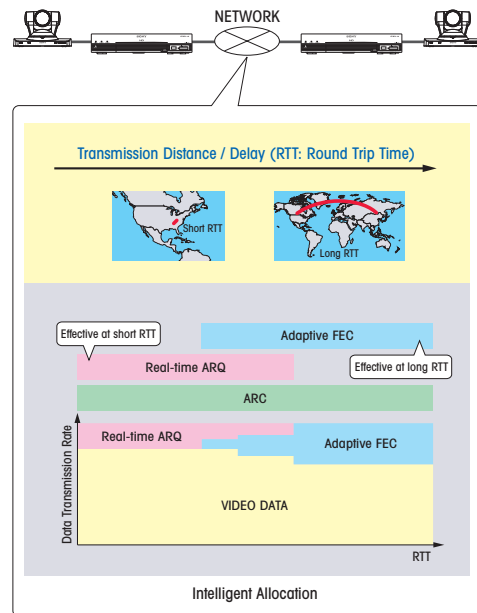 NETWORK
Transmission Distance / Delay (RTT: Round Trip Time)
Short RTT
Long RTT
Effective at short RTT
Adaptive FEC
Real-time ARQ
Effective at long RTT
ARC
Real-time ARQ
Adaptive FEC
VIDEO DATA
Data Transmission Rate
RTT
Intelligent Allocation